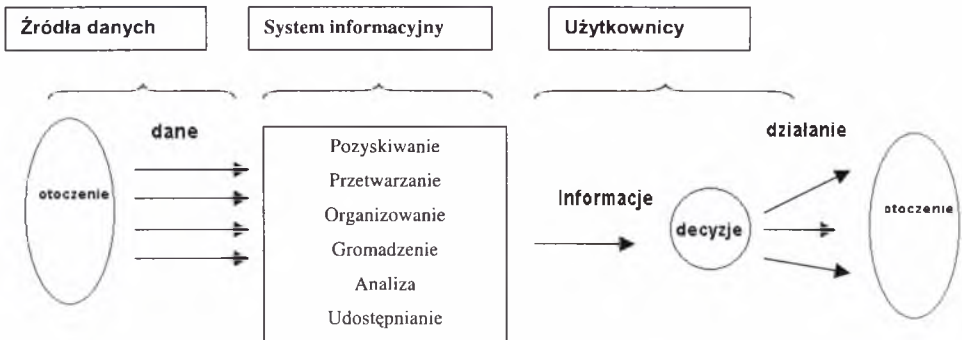 Źródła danych
System informacyjny
Użytkownicy
dane
działanie
otoczenie
Pozyskiwanie
Przetwarzanie
Organizowanie
Gromadzenie
Analiza
Udostępnianie
Informacje
decyzje
otoczenie